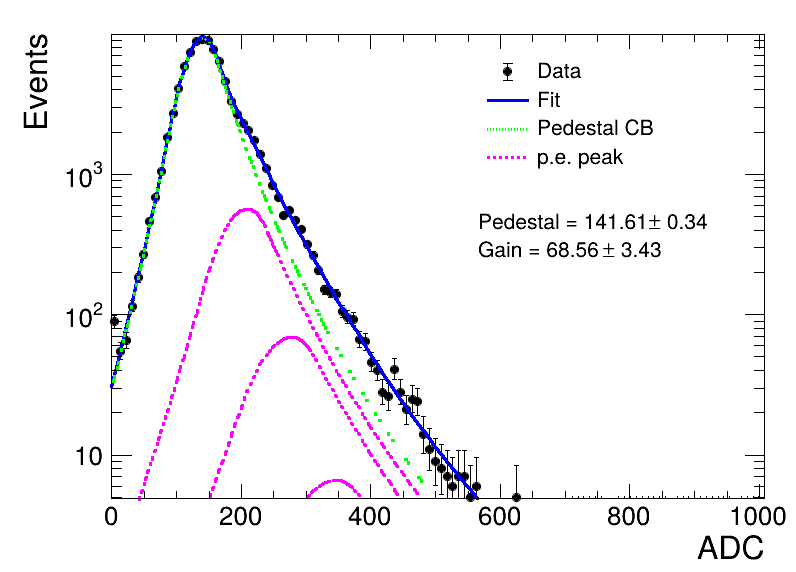 Events
Data
Fit
Pedestal CB
p.e. peak
Pedestal = 141.61± 0.34
Gain = 68.56 ± 3.43
10³
10²
10
0 200 400 600 800 1000
ADC